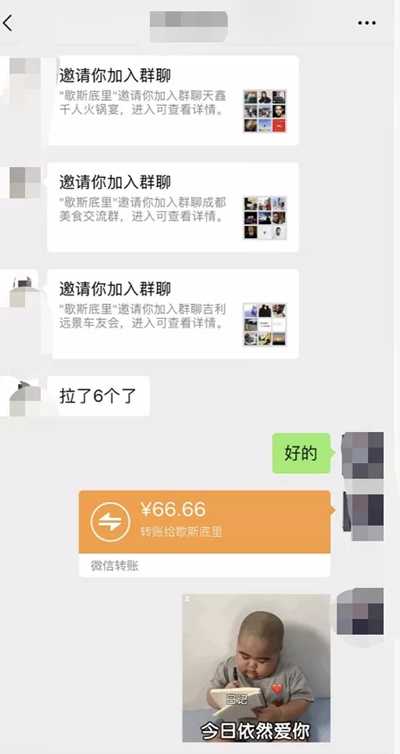 邀请你加入群聊
"歇斯底里"邀请你加入群聊天鑫
千人火锅宴，进入可查看详情。
邀请你加入群聊
"歇斯底里"邀请你加入群聊成都
美食交流群，进入可查看详情。
邀请你加入群聊
"歇斯底里"邀请你加入群聊吉利
远景车友会，进入可查看详情。
拉了6个了
好的
¥66.66
转账给歇斯底里
微信转账
日记
今日依然爱你